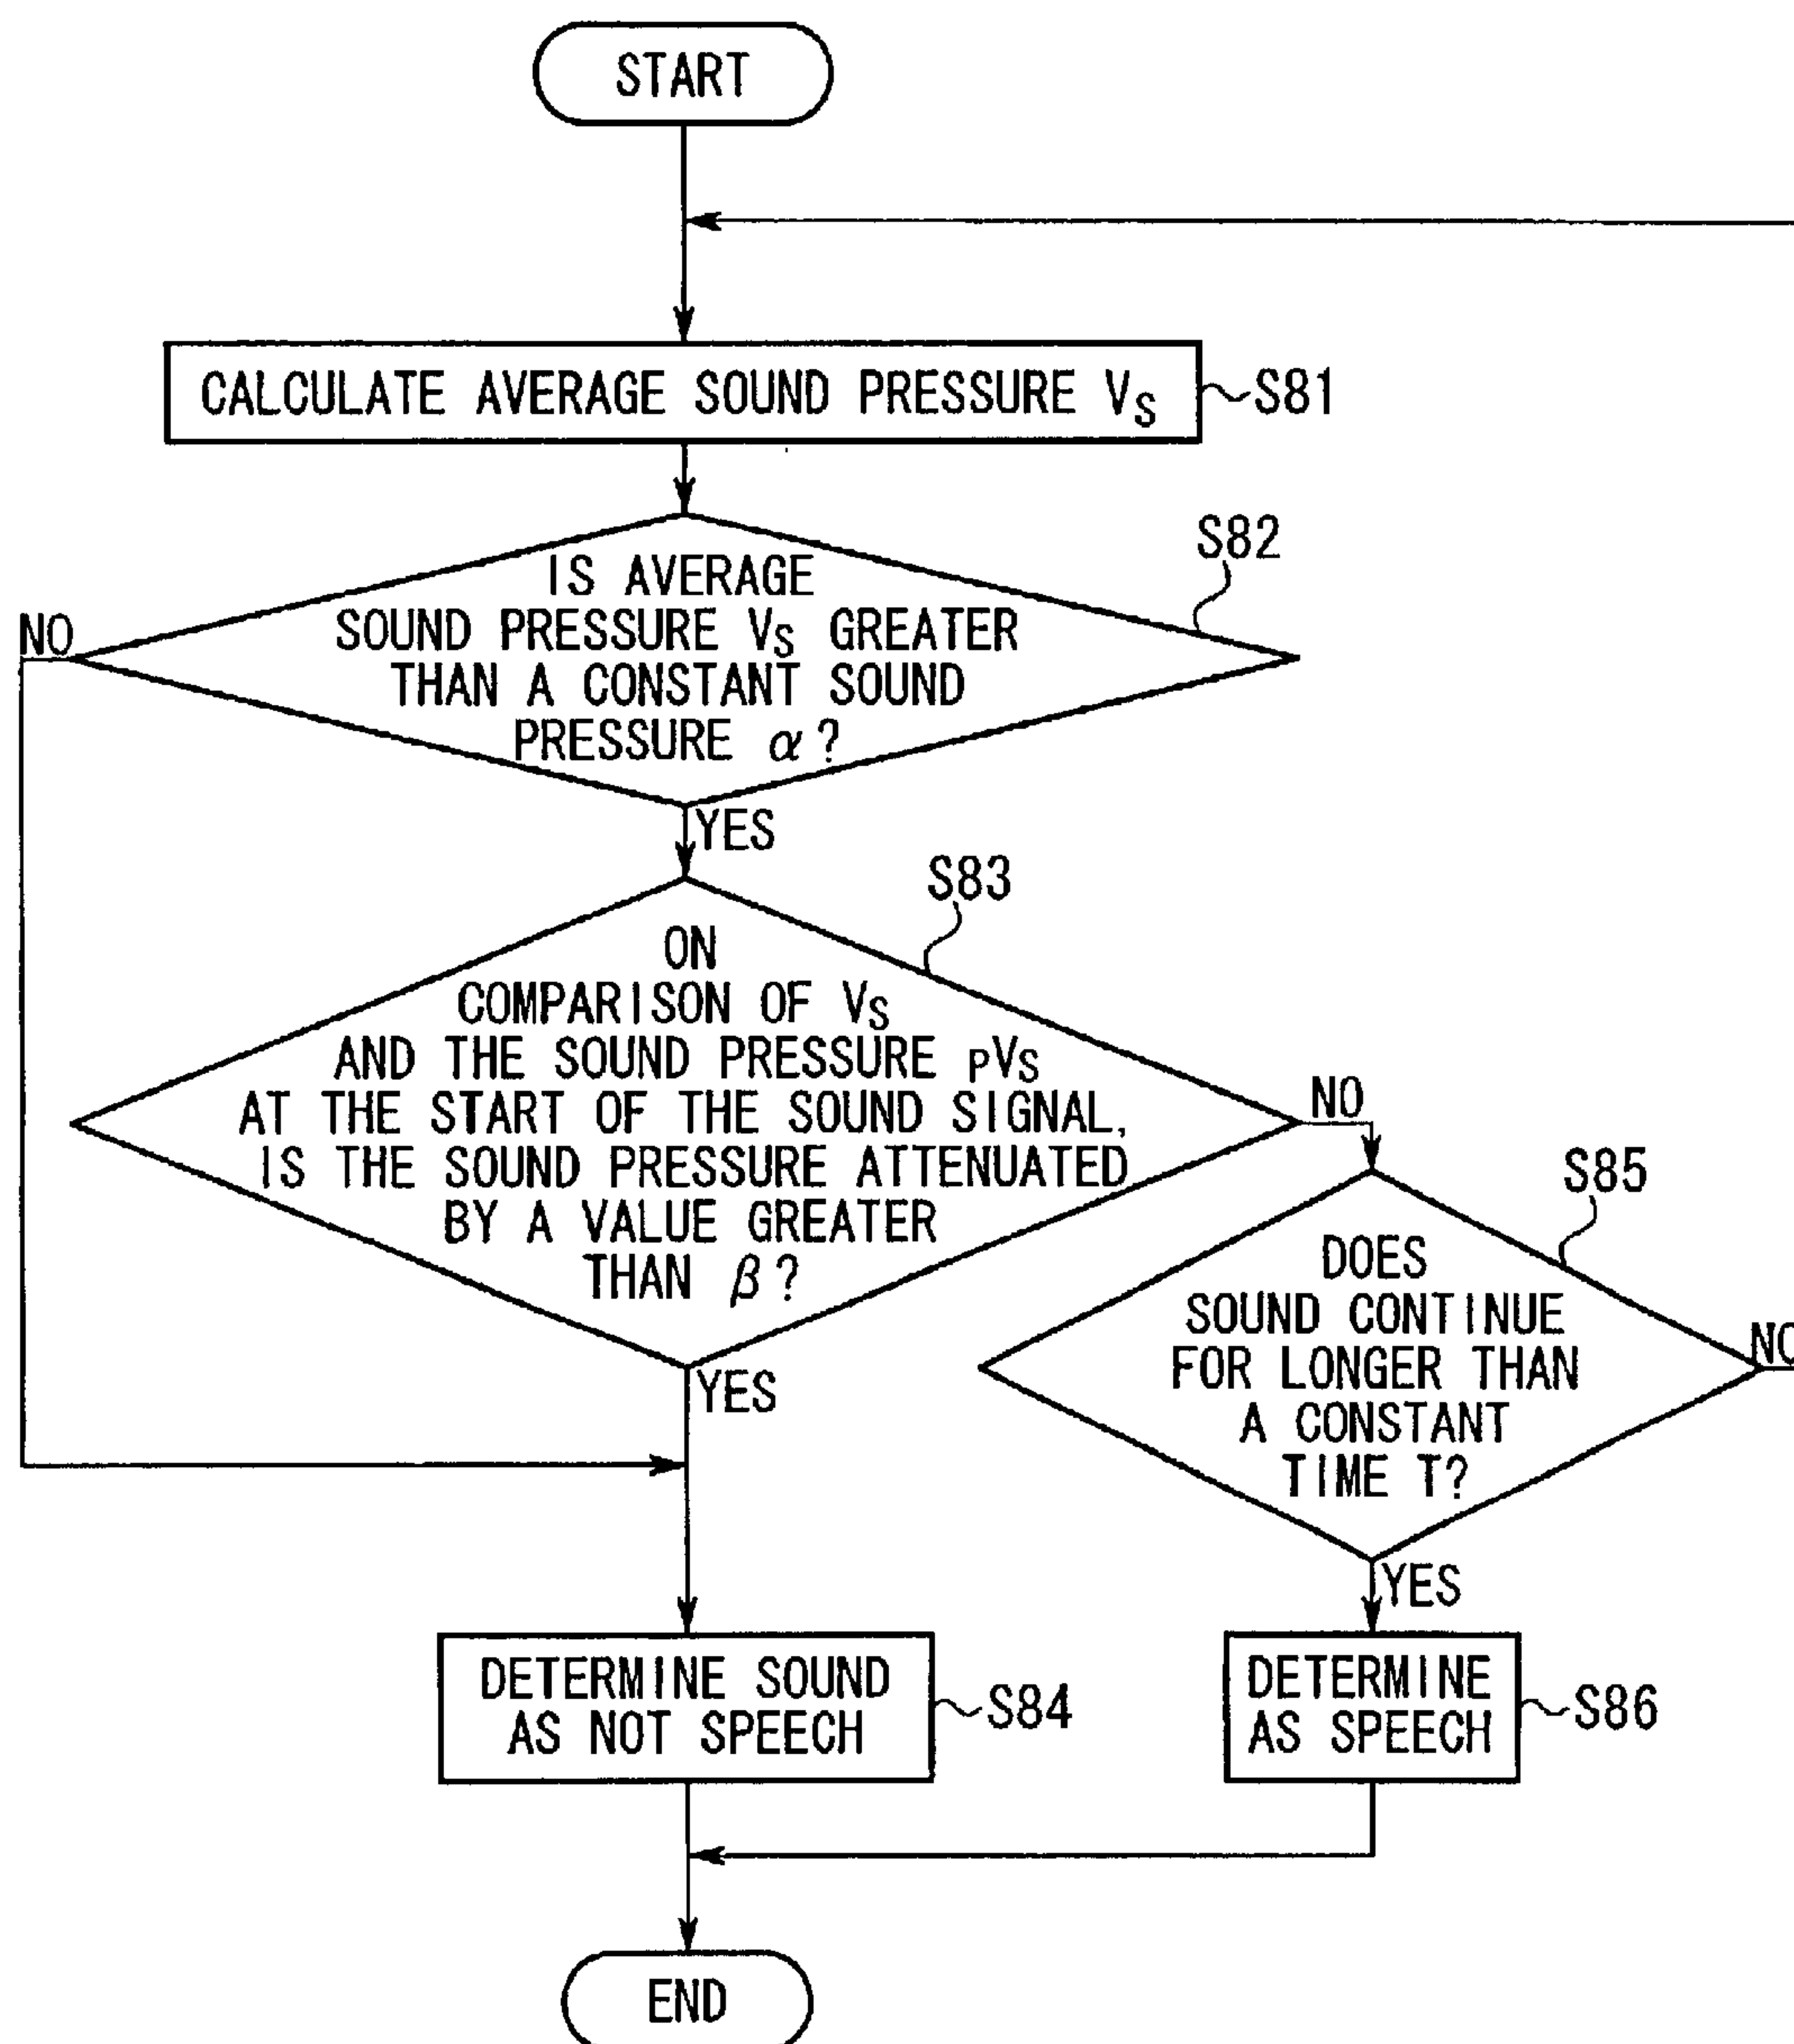 START
CALCULATE AVERAGE SOUND PRESSURE VS
S81
S82
IS AVERAGE
SOUND PRESSURE VS GREATER
THAN A CONSTANT SOUND
PRESSURE α?
NO
YES
S83
ON
COMPARISON OF VS
AND THE SOUND PRESSURE PVS
AT THE START OF THE SOUND SIGNAL,
IS THE SOUND PRESSURE ATTENUATED
BY A VALUE GREATER
THAN β?
NO
YES
S85
DOES
SOUND CONTINUE
FOR LONGER THAN
A CONSTANT
TIME T?
NO
YES
DETERMINE SOUND
AS NOT SPEECH
S84
DETERMINE
AS SPEECH
S86
END